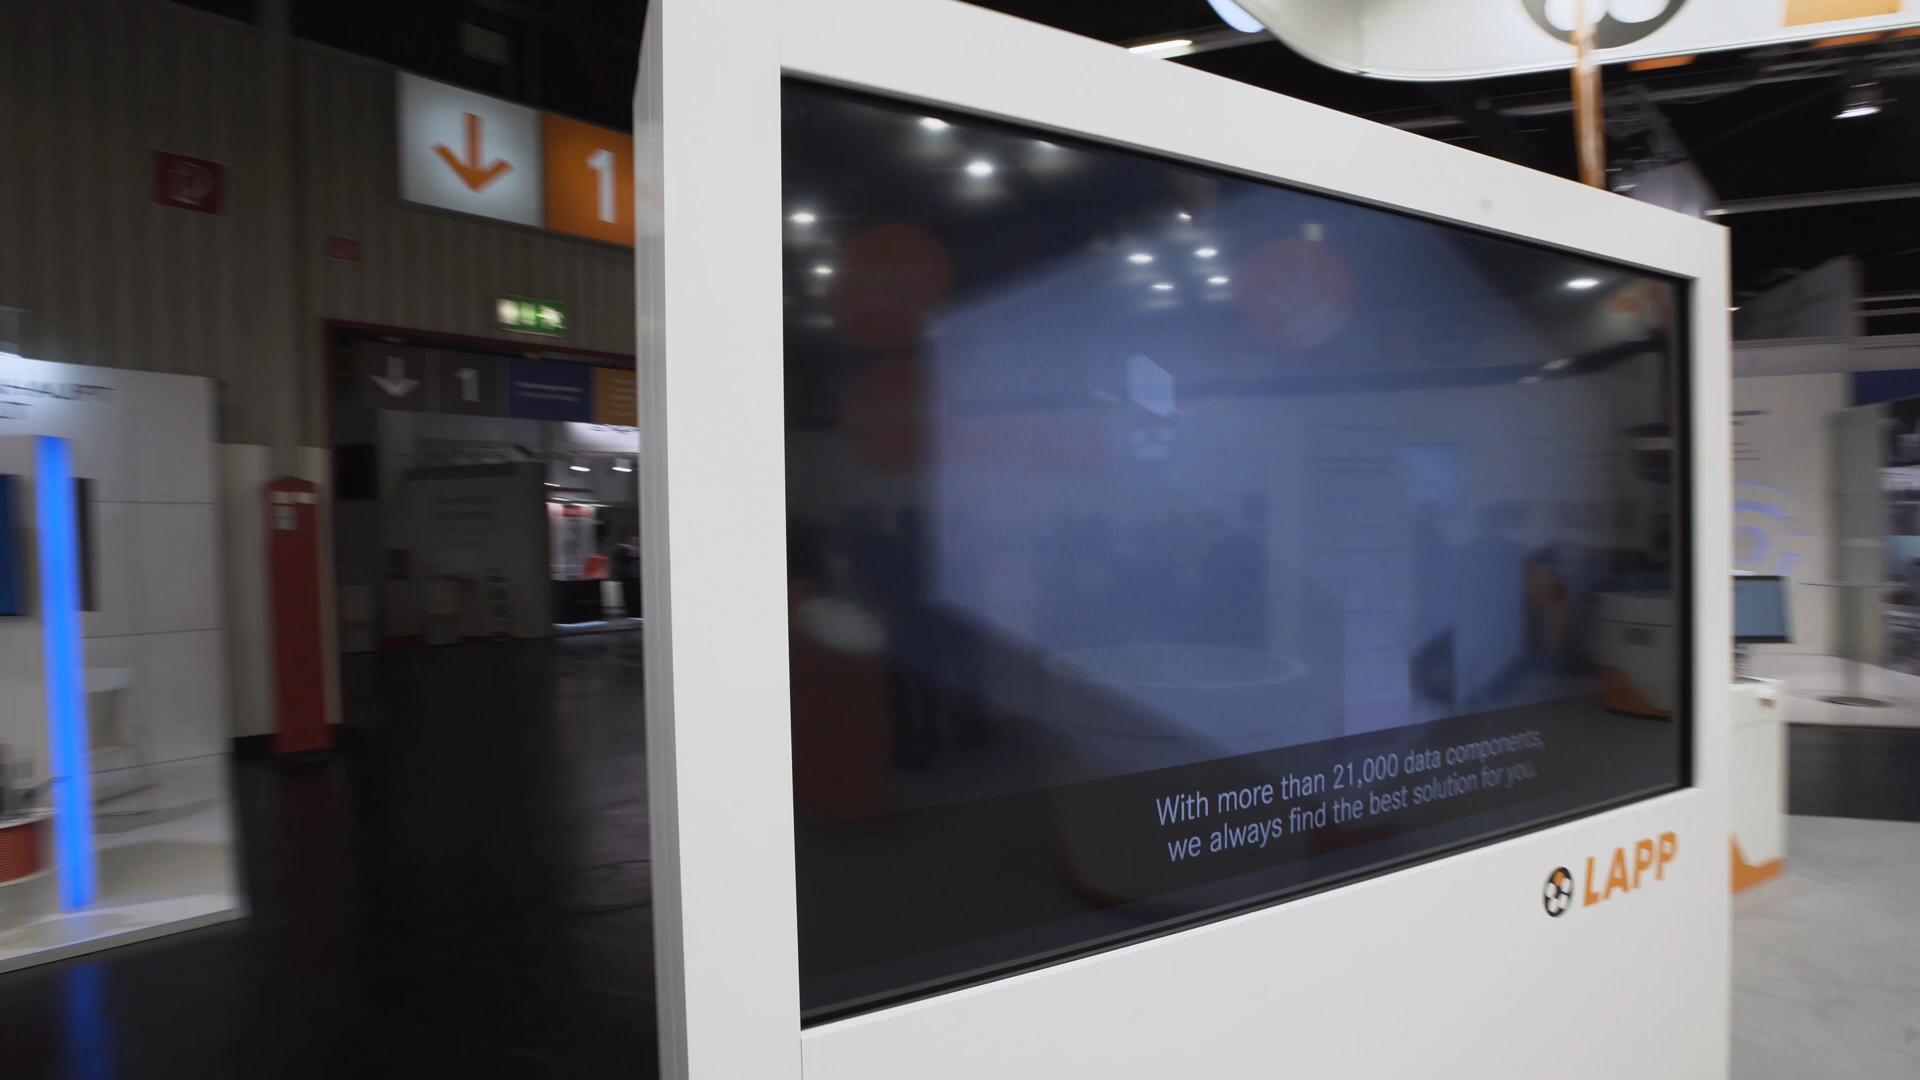 1
1
With more than 21,000 data components,
we always find the best solution for you.
LAPP